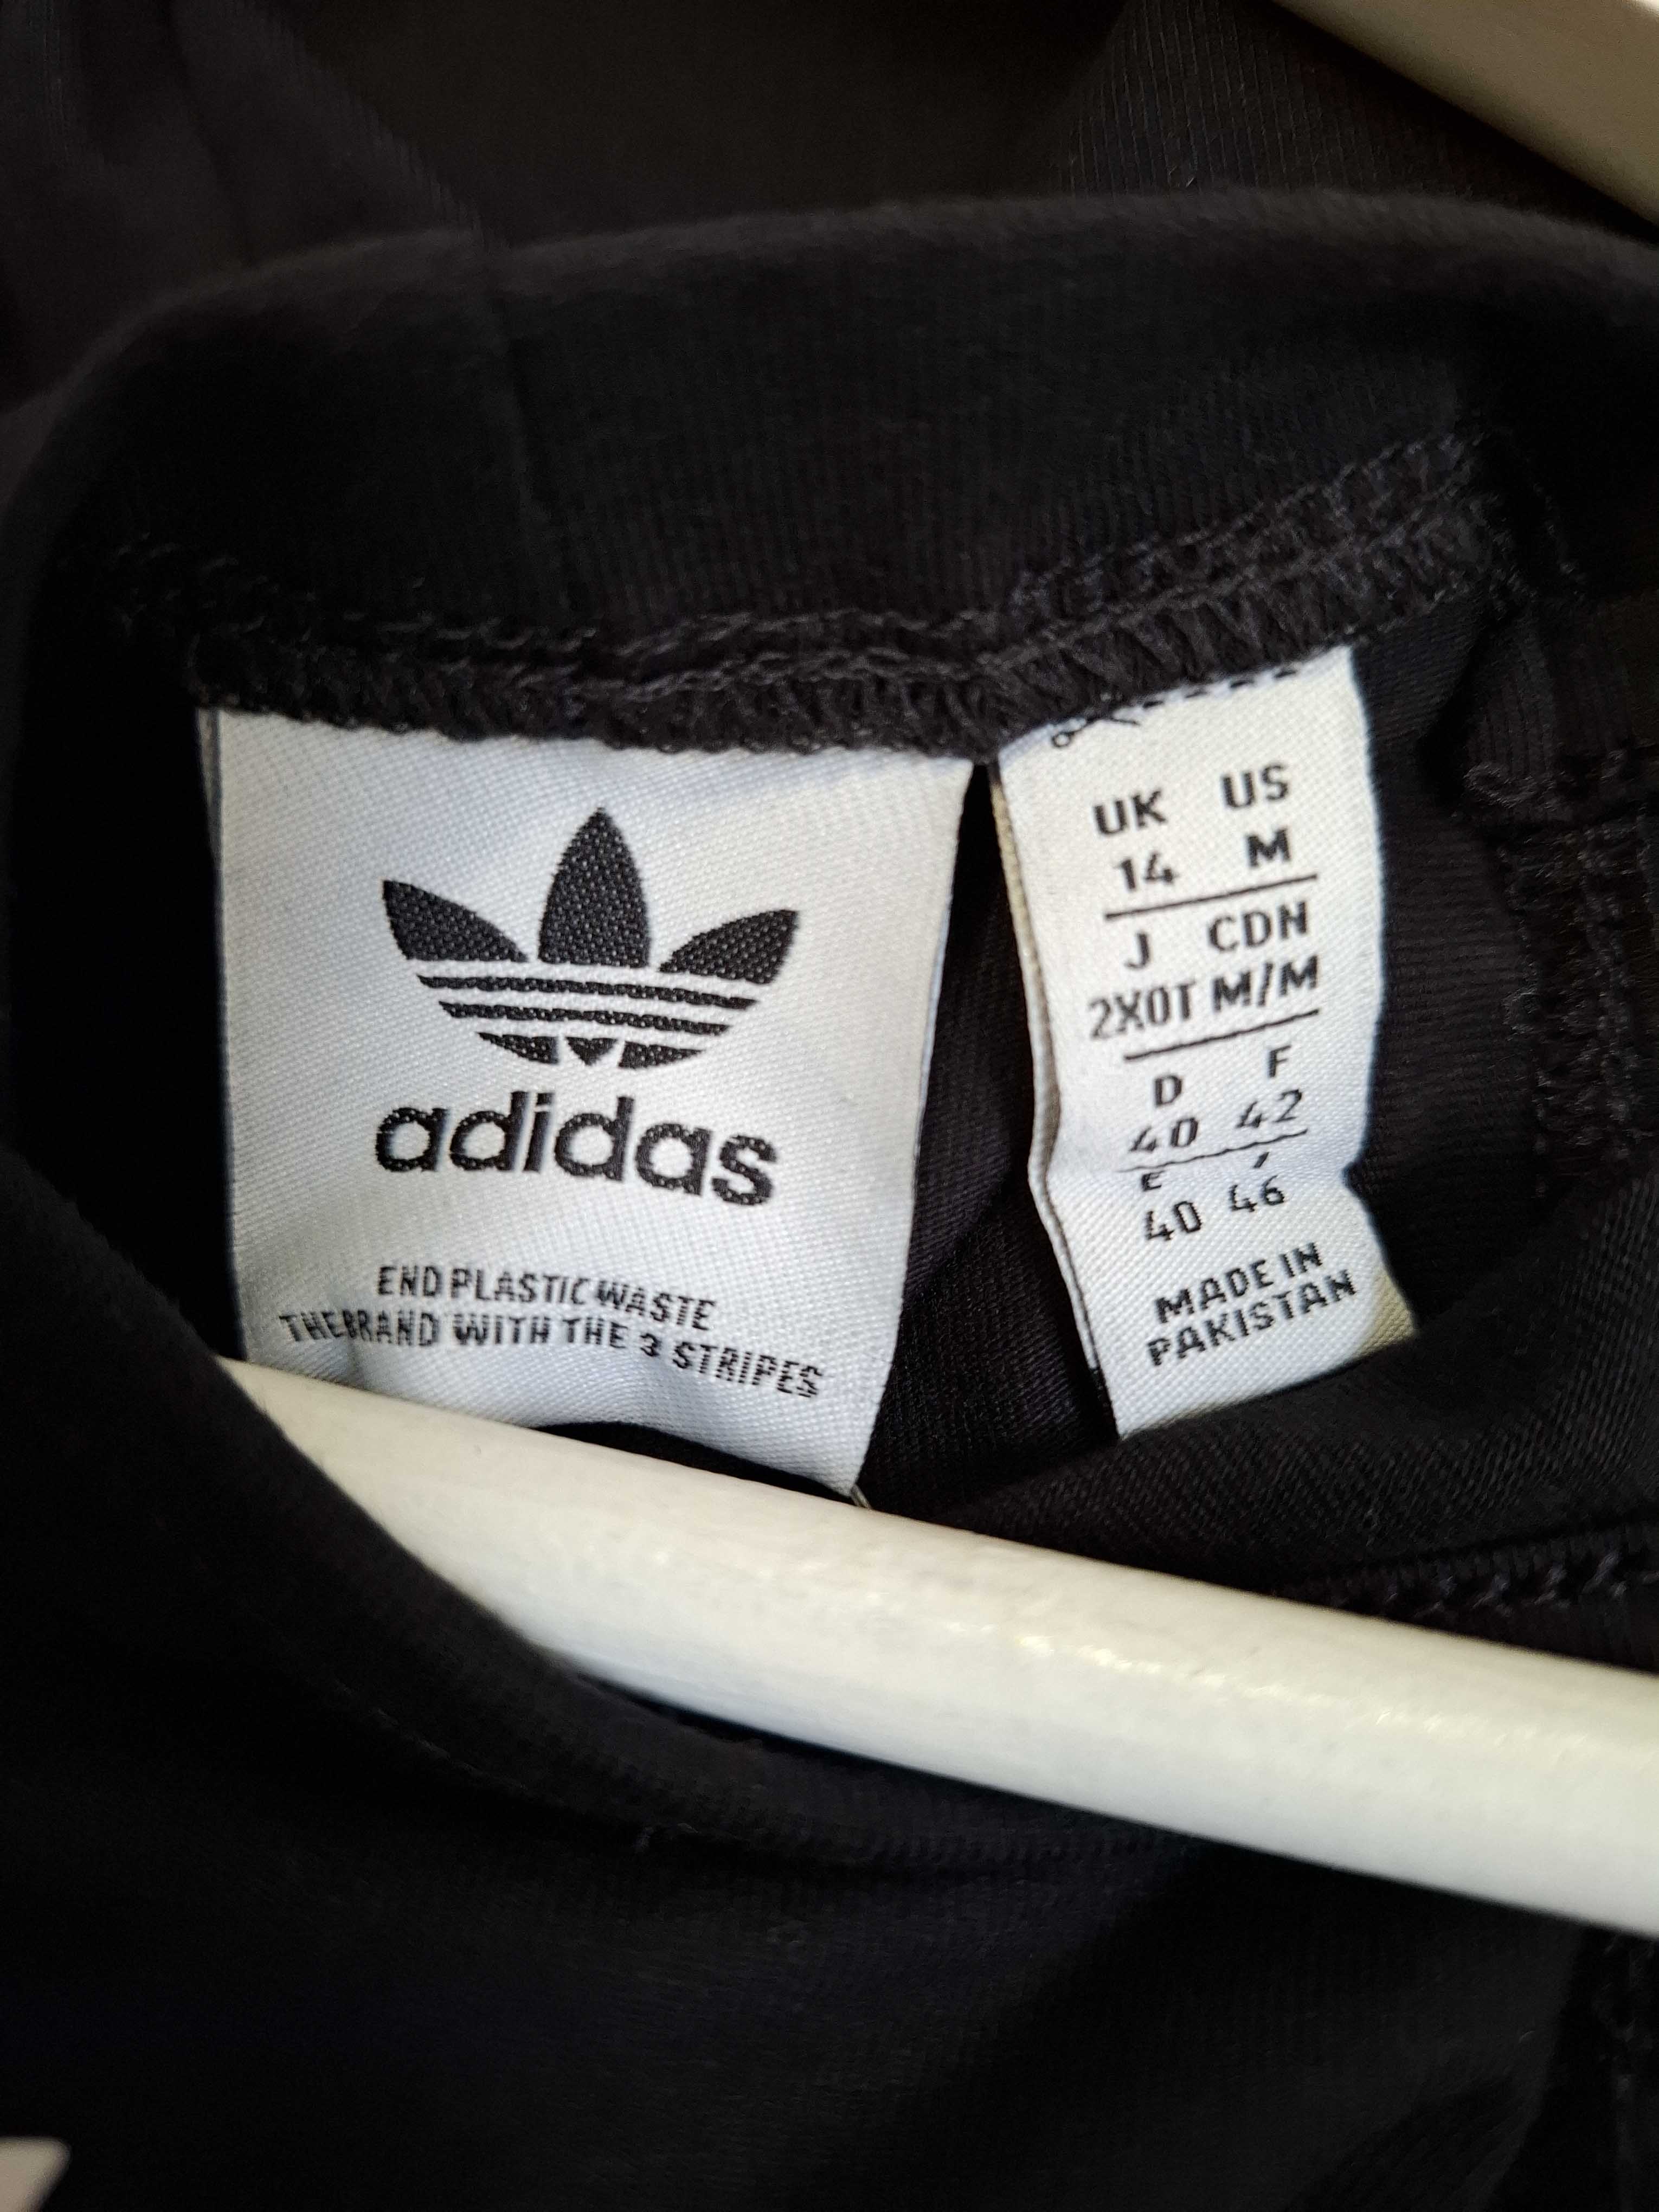 adidas
END PLASTIC WASTE
THE BRAND WITH THE 3 STRIPES
UK US
14 M
J CDN
2XOT M/M
D F
40 42
E
40 46
MADE IN
PAKISTAN